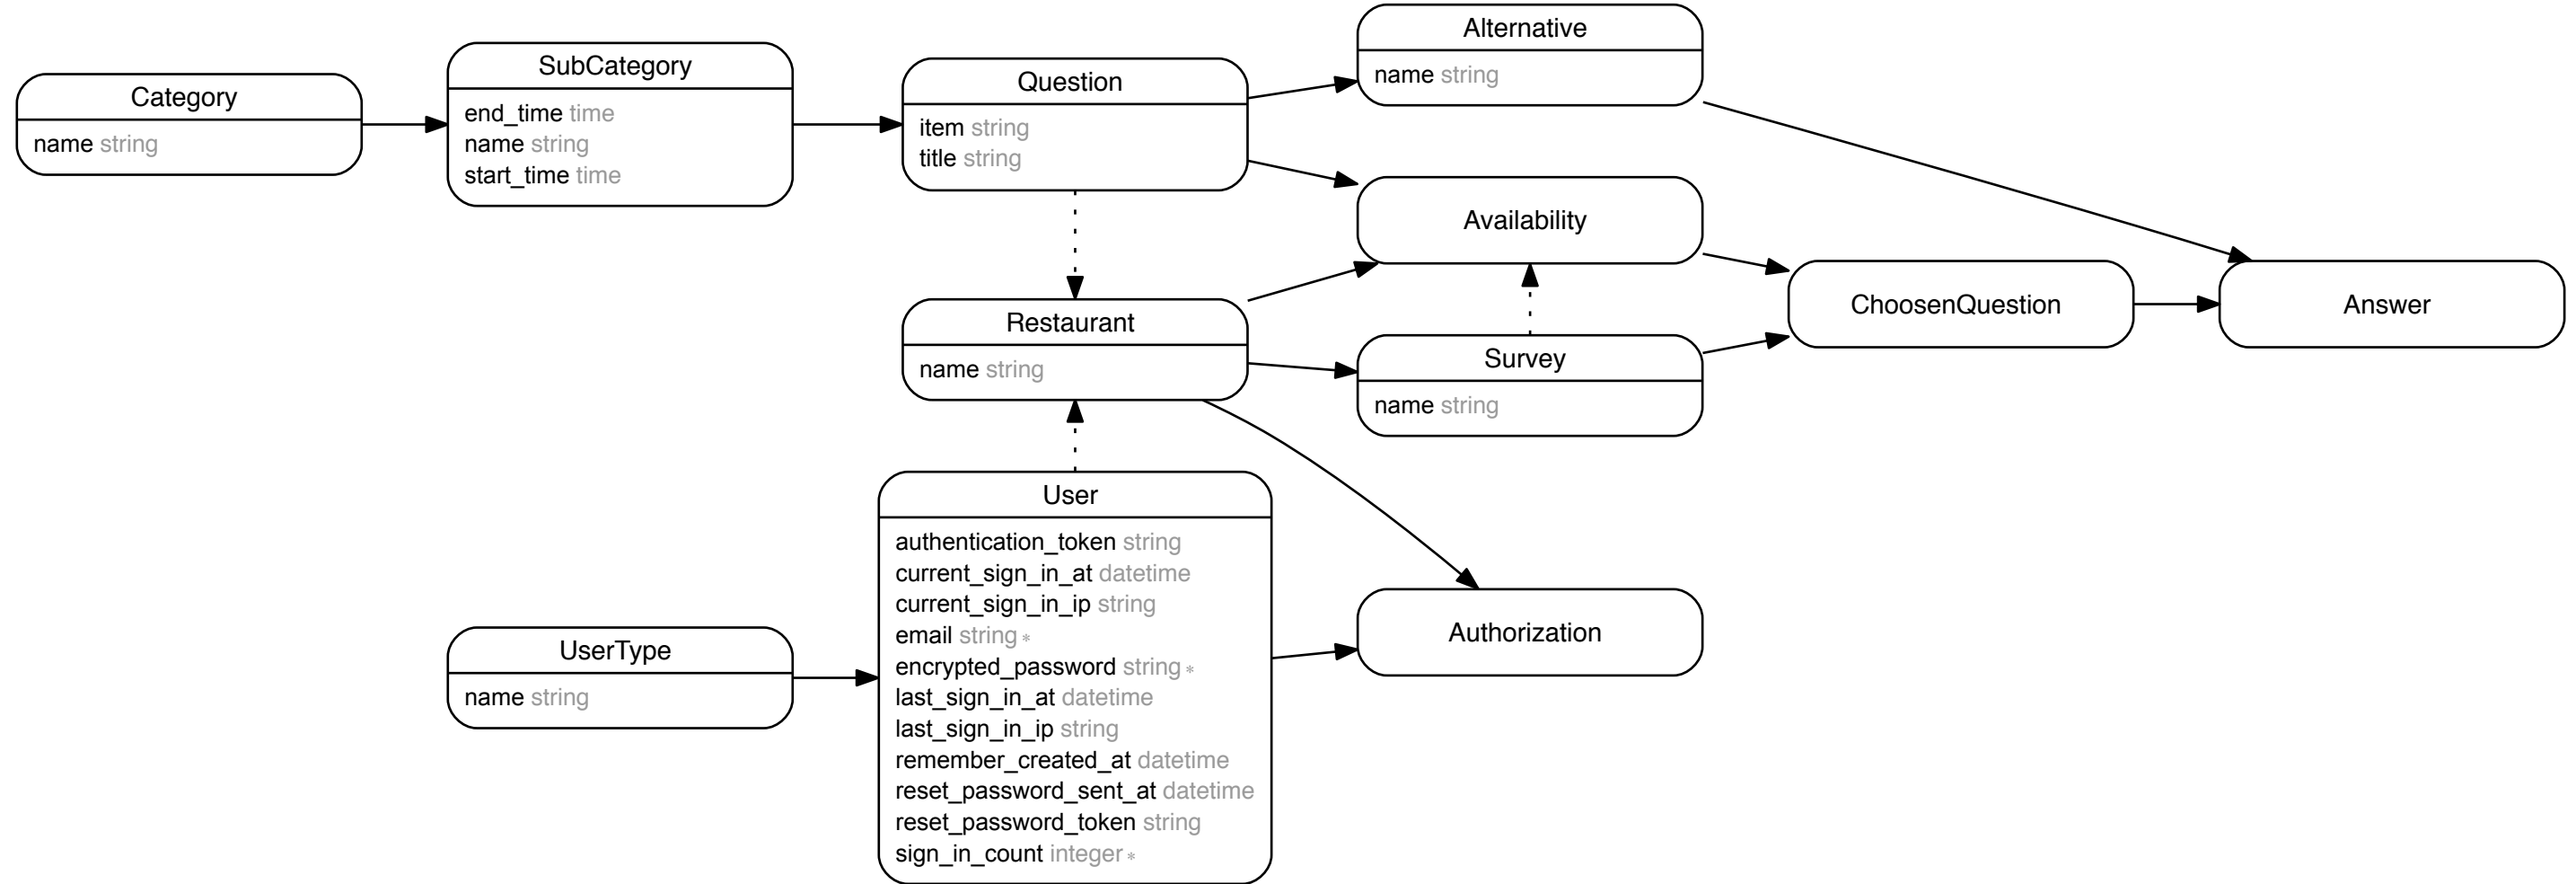 Category
name string
SubCategory
end_time time
name string
start_time time
Question
item string
title string
Alternative
name string
Availability
Restaurant
name string
Survey
name string
ChoosenQuestion
Answer
User
authentication_token string
current_sign_in_at datetime
current_sign_in_ip string
email string *
encrypted_password string *
last_sign_in_at datetime
last_sign_in_ip string
remember_created_at datetime
reset_password_sent_at datetime
reset_password_token string
sign_in_count integer *
UserType
name string
Authorization